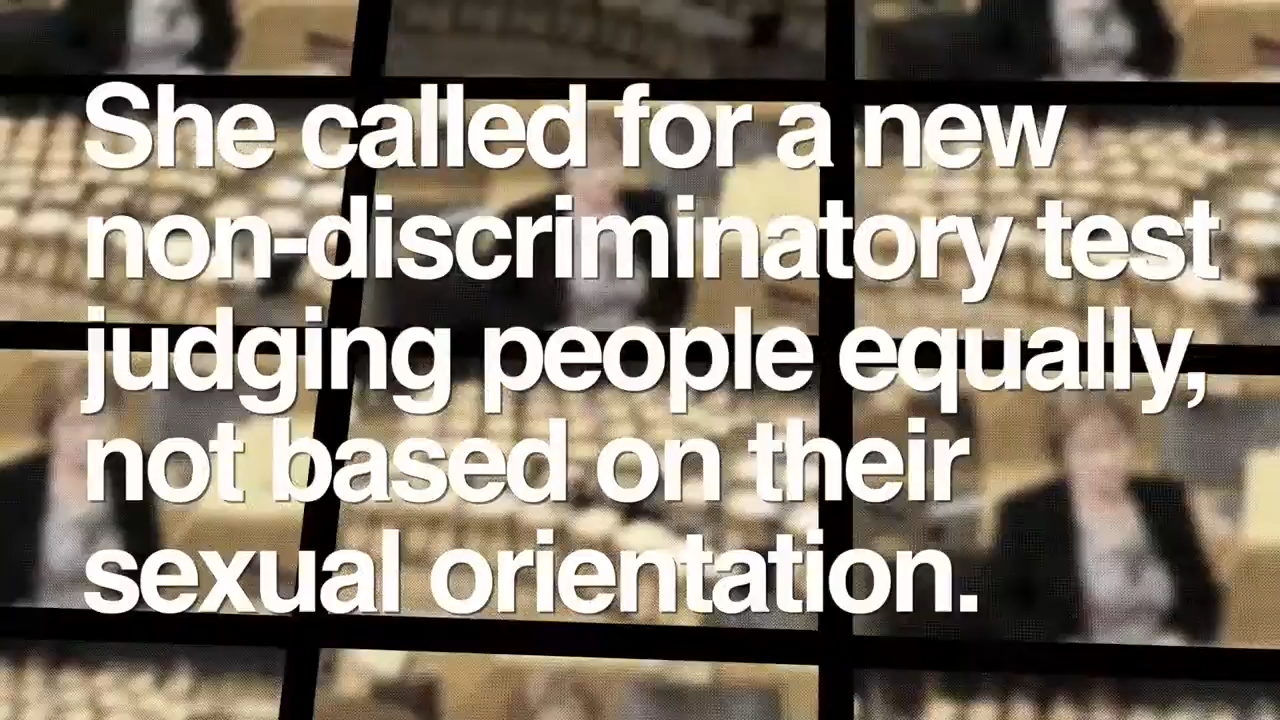 She called for a new
non-discriminatory test
judging people equally,
not based on their
sexual orientation.